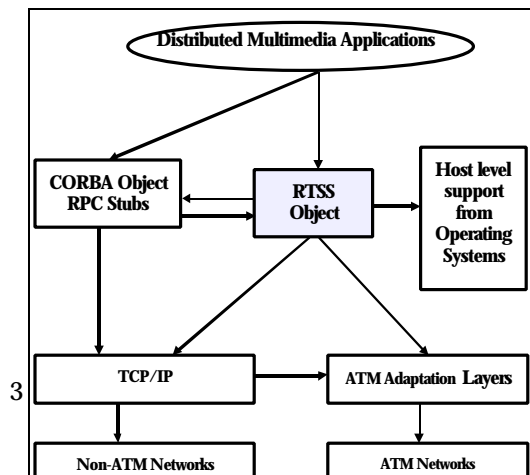 Distributed Multimedia Applications
CORBA Object
RPC Stubs
RTSS
Object
Host level
support
from
Operating
Systems
3
TCP/IP
ATM Adaptation Layers
Non-ATM Networks
ATM Networks